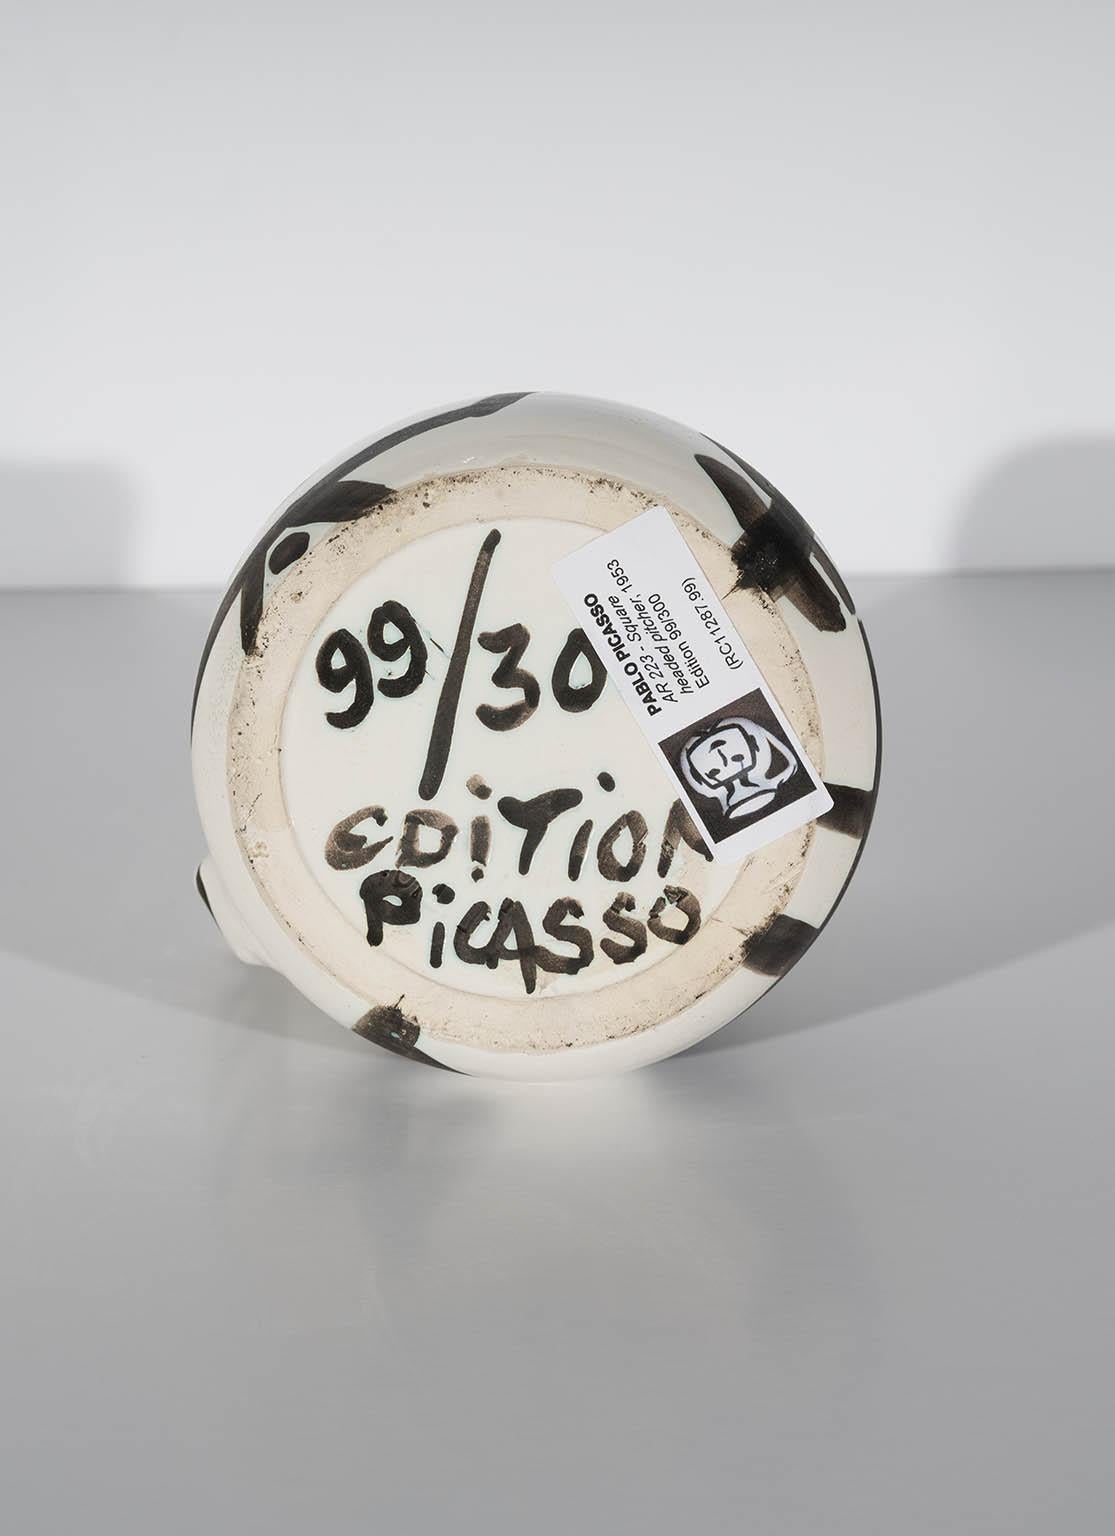 99/30
EDiTiON
PiCASSO
PABLO PICASSO
AR 223 - Square
headed pitcher, 1953
Edition 99/300
(RC11287.99)